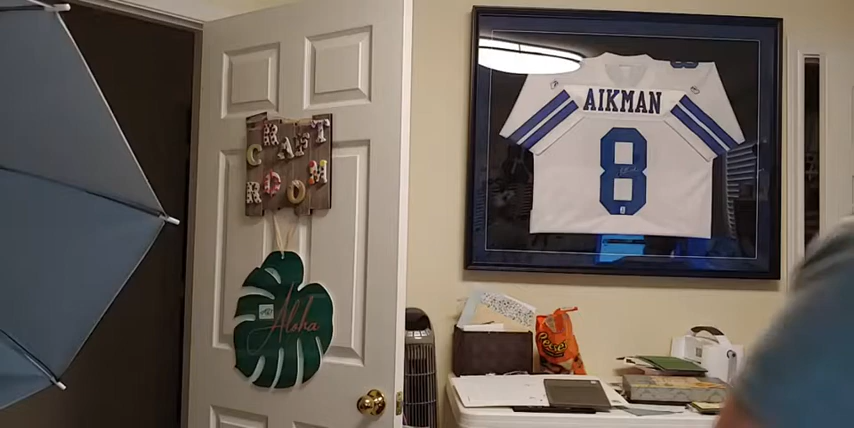 CRAFT
ROOM
Aloha
AIKMAN
8
Reese's